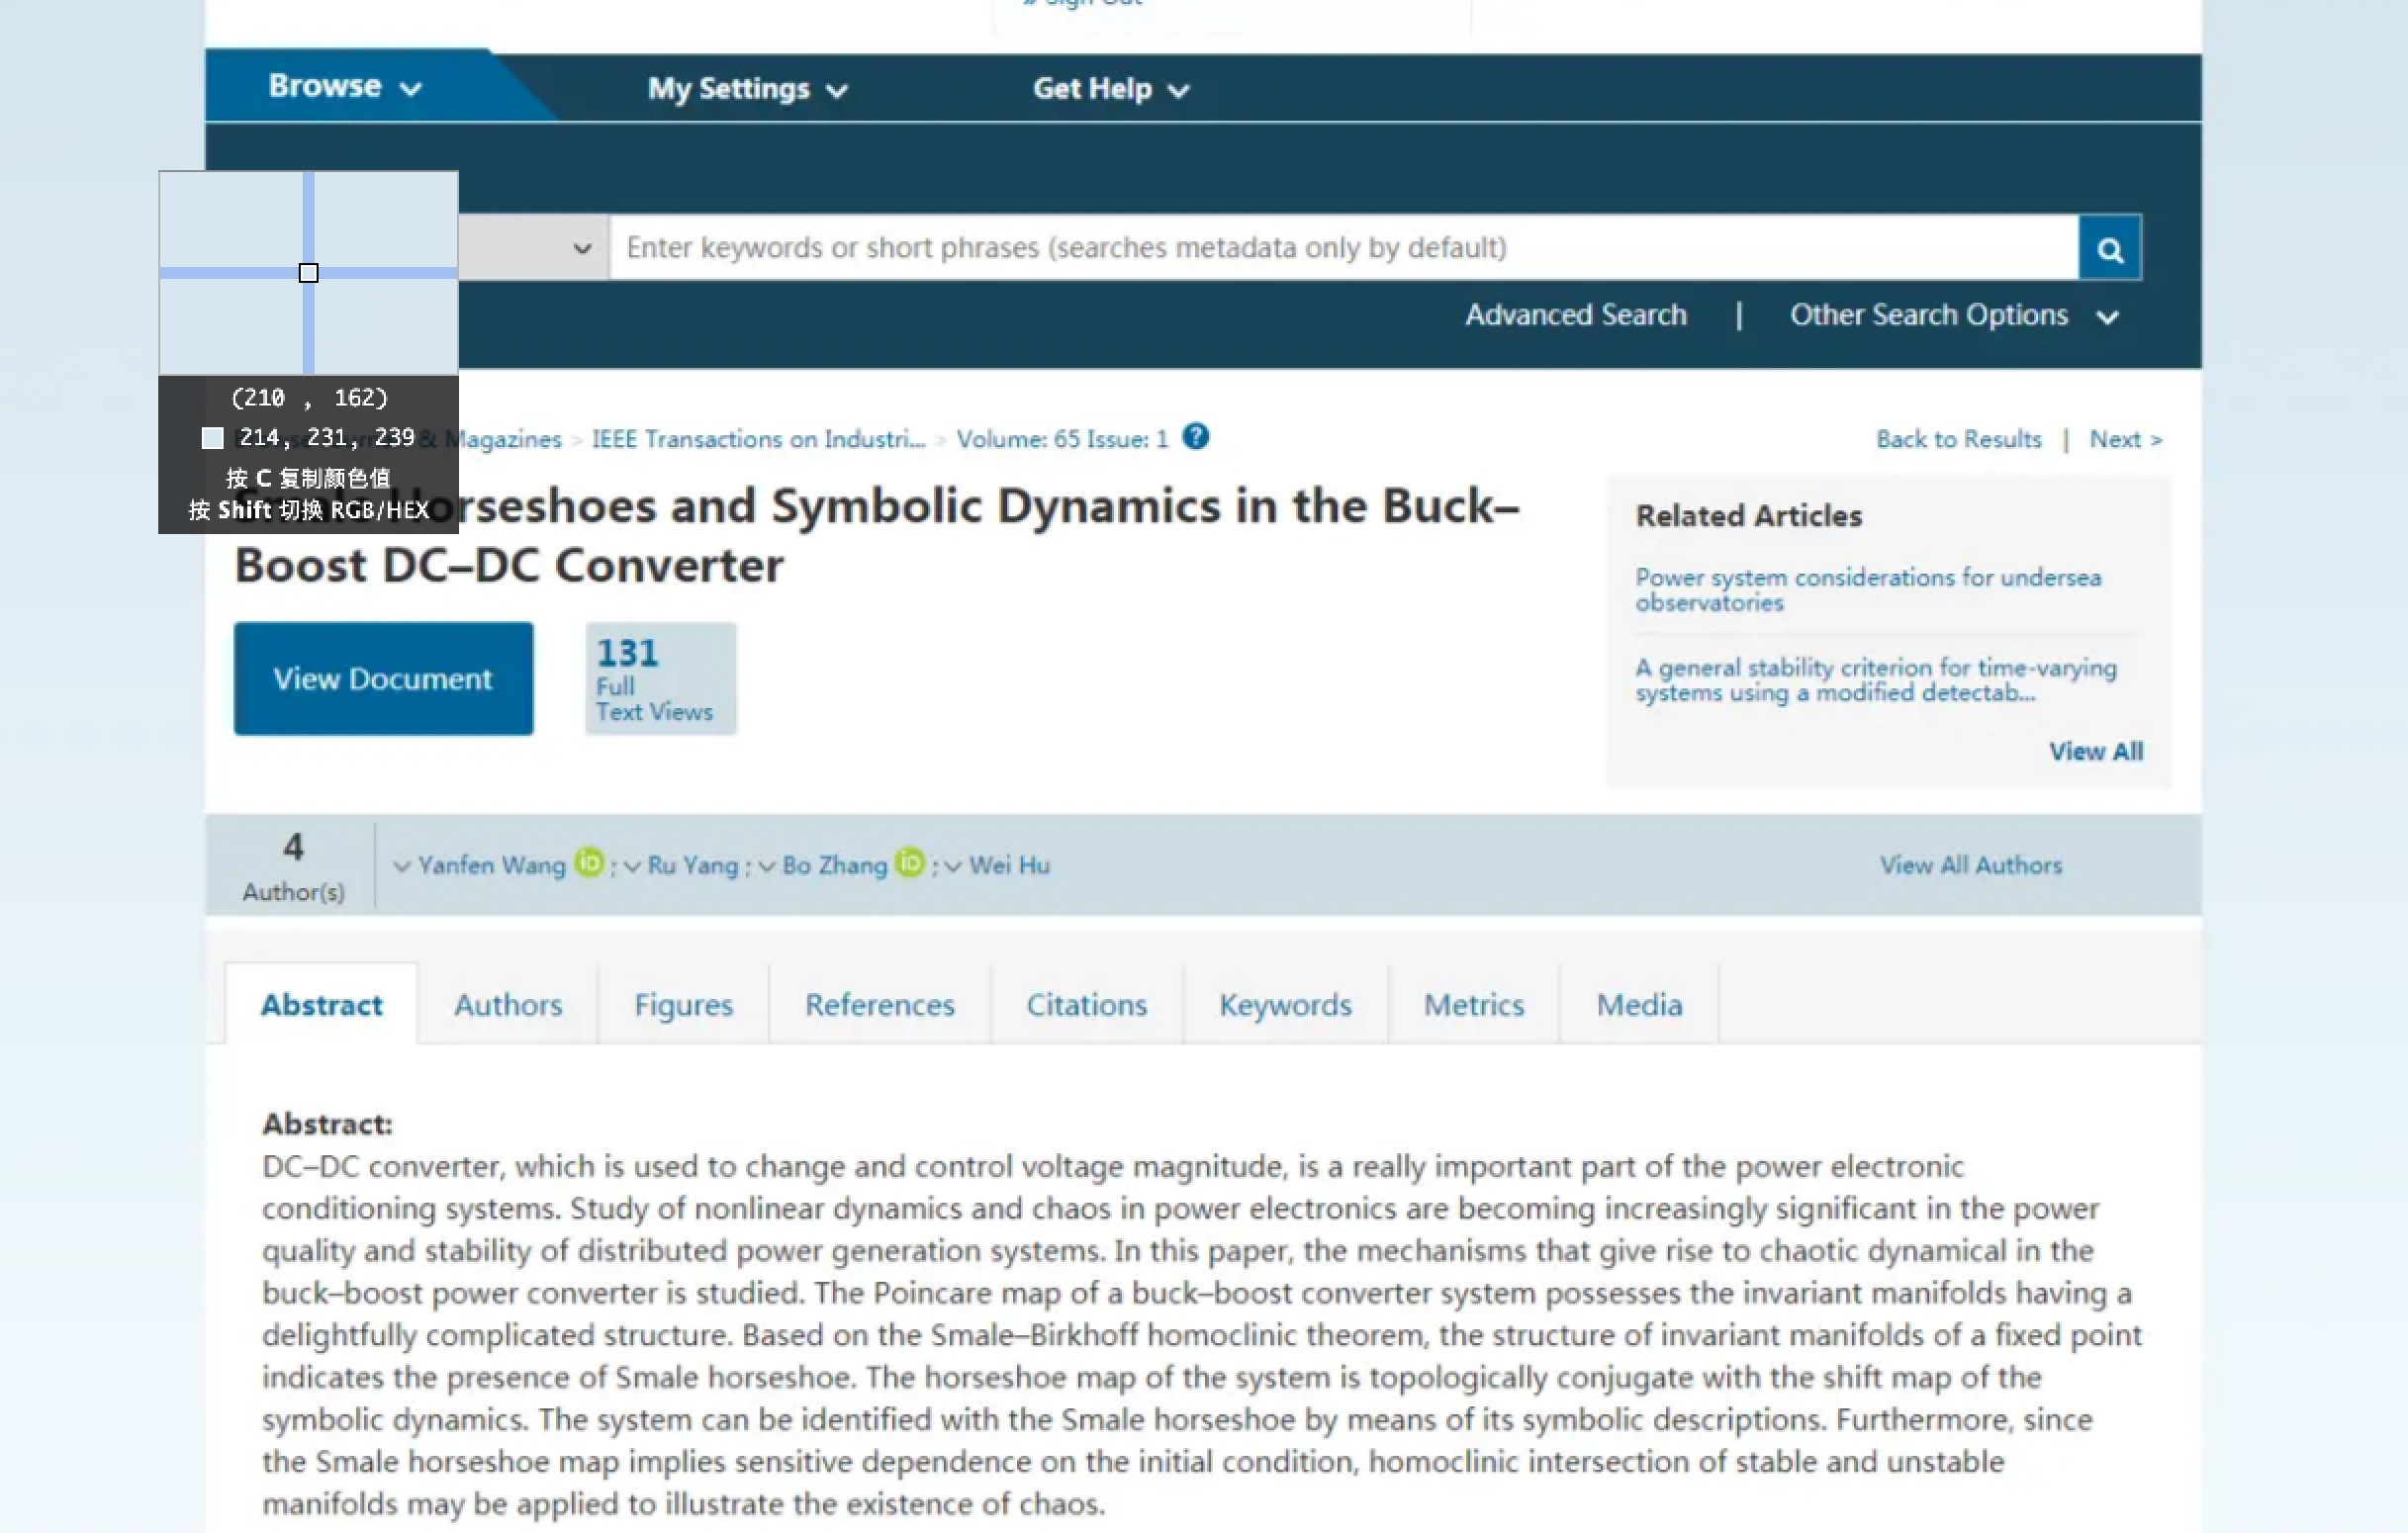 » Sign Out
Browse
My Settings
Get Help
Enter keywords or short phrases (searches metadata only by default)
Advanced Search | Other Search Options
(210 , 162)
214, 231, 239
按 C 复制颜色值
按 Shift 切换 RGB/HEX
& Magazines > IEEE Transactions on Industri... > Volume: 65 Issue: 1 ?
Back to Results | Next >
Smale Horseshoes and Symbolic Dynamics in the Buck–
Boost DC–DC Converter
View Document
131
Full
Text Views
Related Articles
Power system considerations for undersea
observatories
A general stability criterion for time-varying
systems using a modified detectab...
View All
4
Author(s)
Yanfen Wang iD ; Ru Yang ; Bo Zhang iD ; Wei Hu
View All Authors
Abstract
Authors
Figures
References
Citations
Keywords
Metrics
Media
Abstract:
DC–DC converter, which is used to change and control voltage magnitude, is a really important part of the power electronic
conditioning systems. Study of nonlinear dynamics and chaos in power electronics are becoming increasingly significant in the power
quality and stability of distributed power generation systems. In this paper, the mechanisms that give rise to chaotic dynamical in the
buck–boost power converter is studied. The Poincare map of a buck–boost converter system possesses the invariant manifolds having a
delightfully complicated structure. Based on the Smale–Birkhoff homoclinic theorem, the structure of invariant manifolds of a fixed point
indicates the presence of Smale horseshoe. The horseshoe map of the system is topologically conjugate with the shift map of the
symbolic dynamics. The system can be identified with the Smale horseshoe by means of its symbolic descriptions. Furthermore, since
the Smale horseshoe map implies sensitive dependence on the initial condition, homoclinic intersection of stable and unstable
manifolds may be applied to illustrate the existence of chaos.